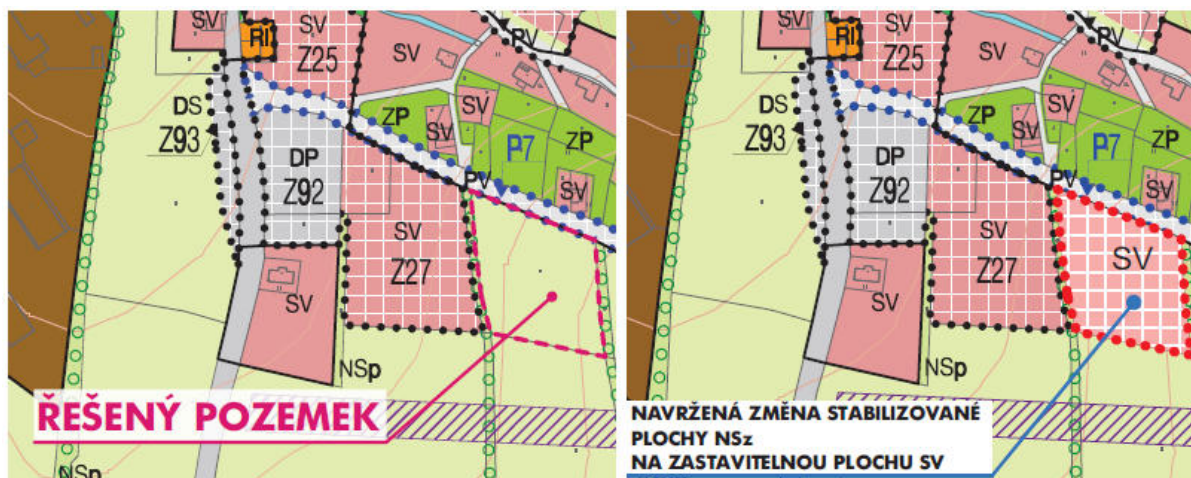 SV
RI
SV
Z25
SV
PV
DS
Z93
ZP
SV
SV
ZP
P7
DP
Z92
PV
SV
SV
Z27
SV
NSp
ŘEŠENÝ POZEMEK
NSp
SV
RI
SV
Z25
SV
PV
DS
Z93
ZP
SV
SV
ZP
P7
DP
Z92
PV
SV
SV
Z27
SV
SV
NSp
NAVRŽENÁ ZMĚNA STABILIZOVANÉ
PLOCHY NSz
NA ZASTAVITELNOU PLOCHU SV